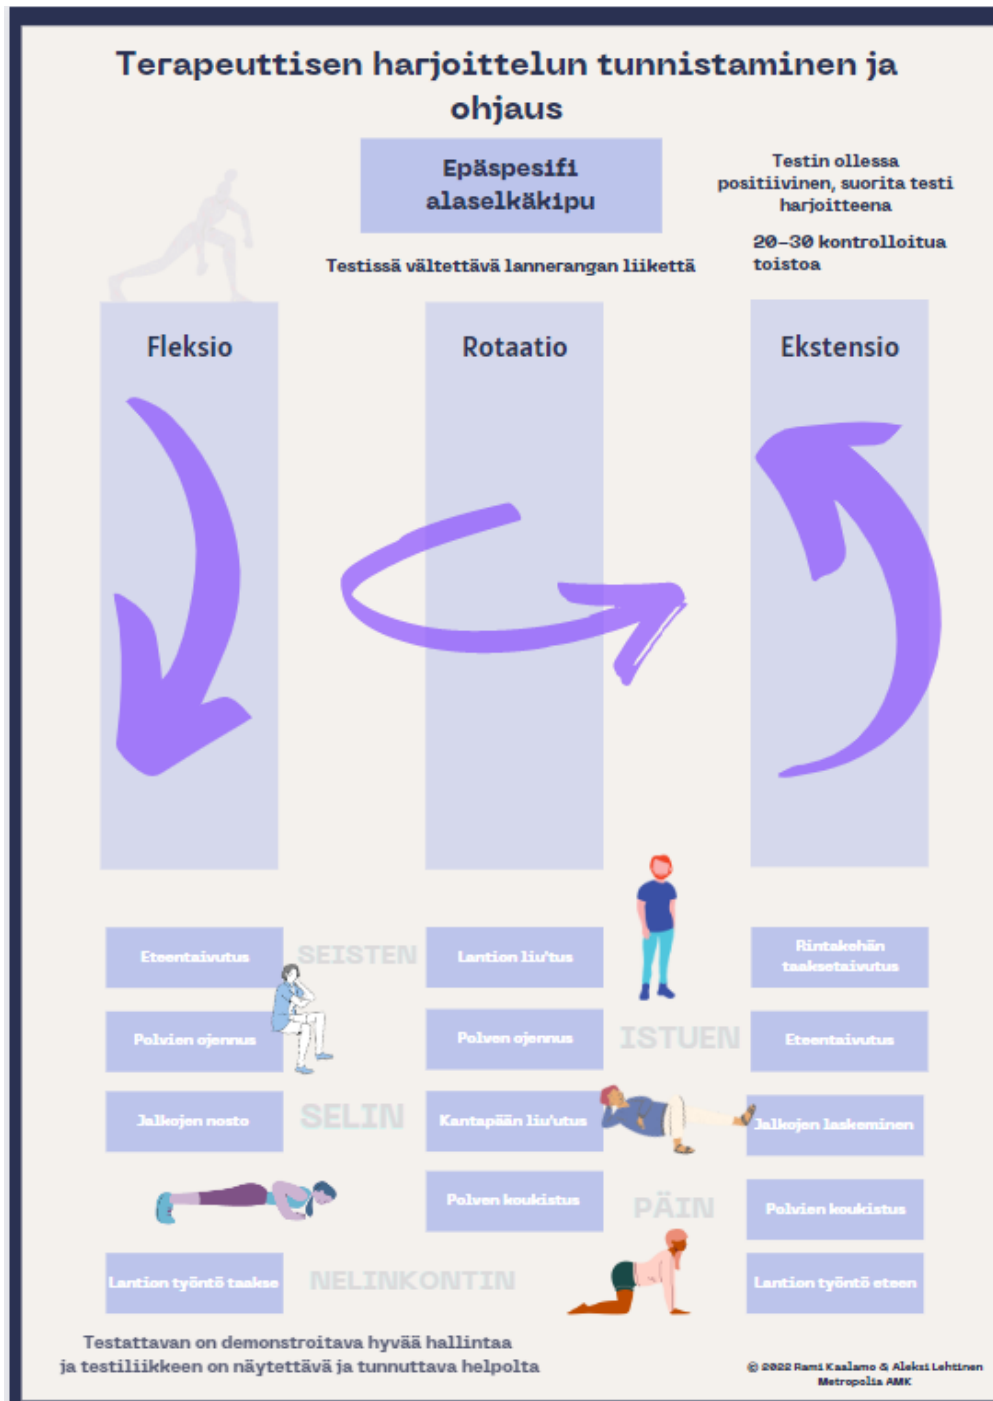 Terapeuttisen harjoittelun tunnistaminen ja
ohjaus
Epäspesifi
alaselkäkipu
Testin ollessa
positiivinen, suorita testi
harjoitteena
20-30 kontrolloitua
toistoa
Testissä vältettävä lannerangan liikettä
Fleksio
Rotaatio
Ekstensio
Eteentaivutus
SEISTEN
Lantion liu'tus
Rintakehän
taaksetaivutus
Polvien ojennus
Polven ojennus
ISTUEN
Eteentaivutus
Jalkojen nosto
SELIN
Kantapään liu'utus
Jalkojen laskeminen
Polven koukistus
PÄIN
Polvien koukistus
Lantion työntö taakse
NELINKONTIN
Lantion työntö eteen
Testattavan on demonstroitava hyvää hallintaa
ja testiliikkeen on näytettävä ja tunnuttava helpolta
© 2022 Rami Kaalamo & Aleksi Lehtinen
Metropolia AMK